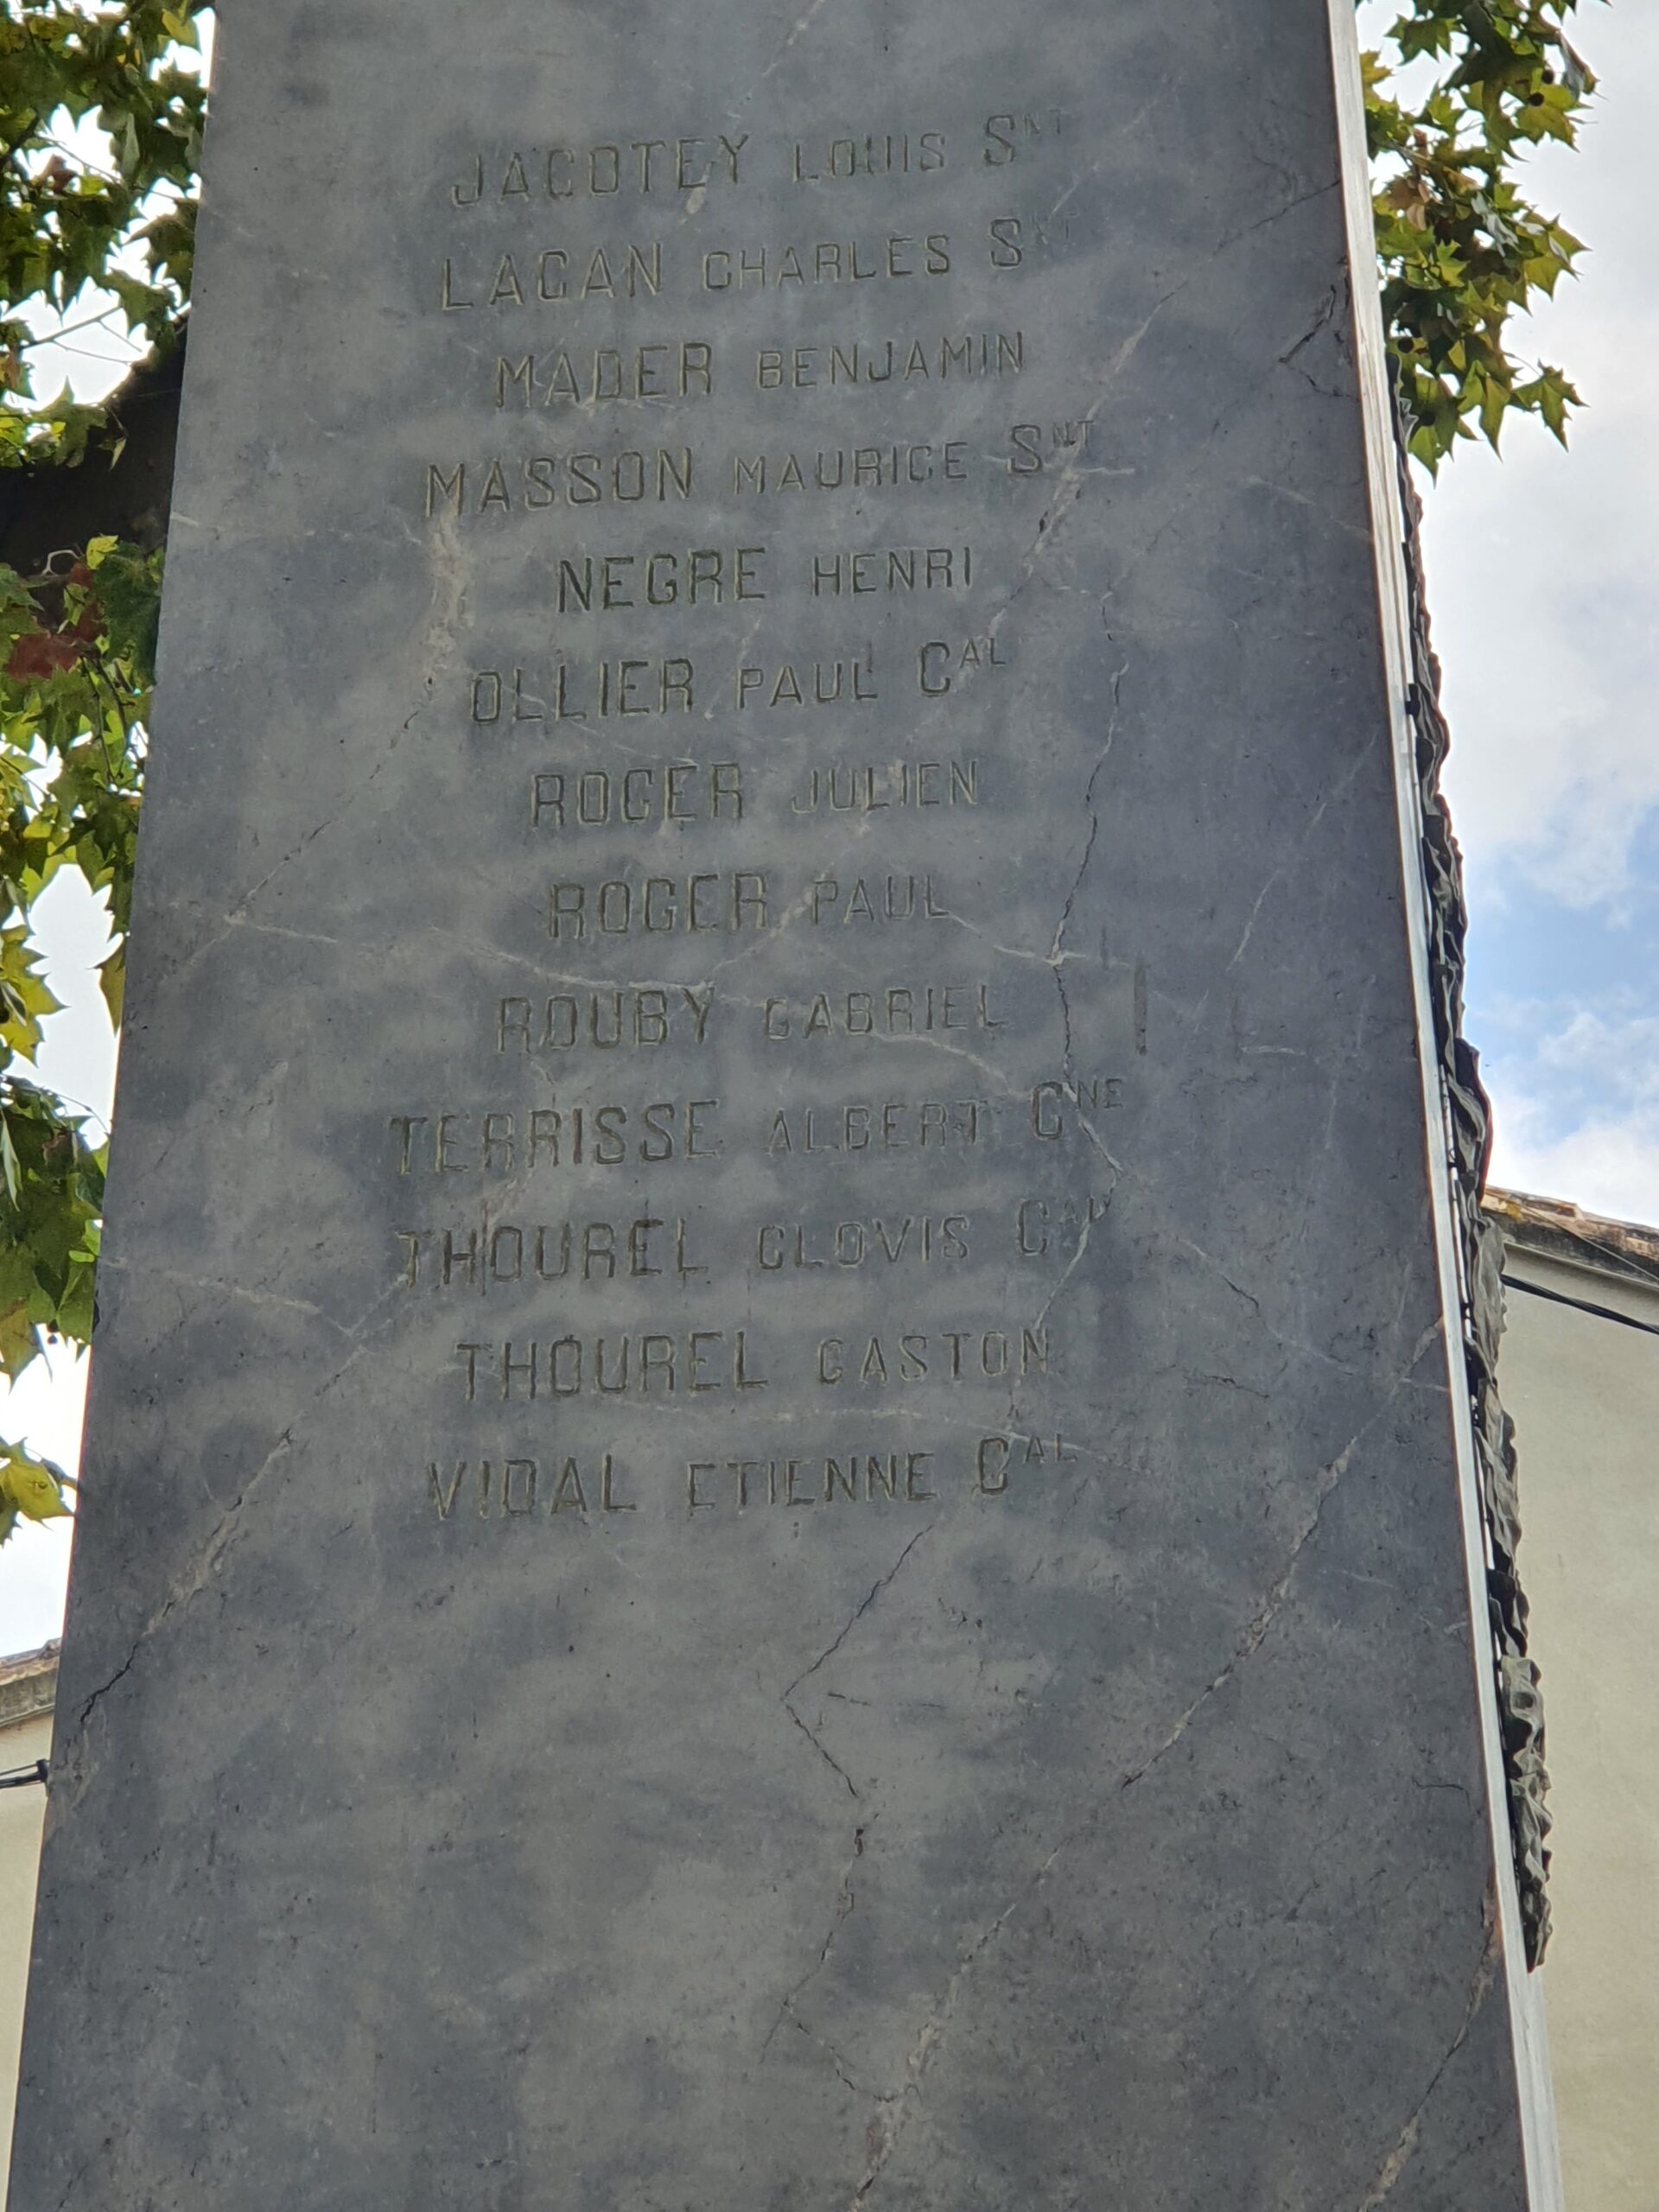 JACOTEY LOUIS SNT
LACAN CHARLES SNT
MADER BENJAMIN
MASSON MAURICE SNT
NEGRE HENRI
OLLIER PAUL CAL
ROGER JULIEN
ROGER PAUL
ROUBY GABRIEL
TERRISSE ALBERT CNE
THOUREL CLOVIS CAL
THOUREL GASTON
VIDAL ETIENNE CAL